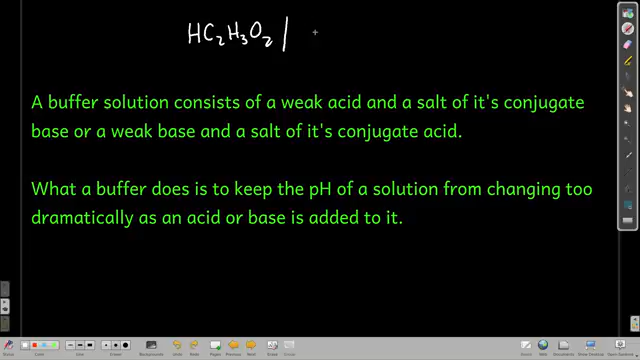 HC₂H₃O₂ |
A buffer solution consists of a weak acid and a salt of it's conjugate
base or a weak base and a salt of it's conjugate acid.
What a buffer does is to keep the pH of a solution from changing too
dramatically as an acid or base is added to it.